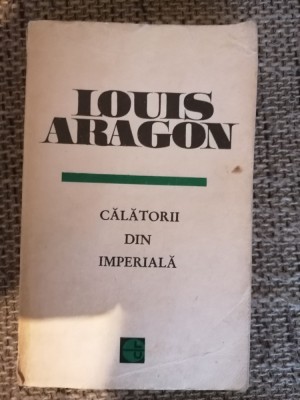 LOUIS
ARAGON
CĂLĂTORII
DIN
IMPERIALĂ